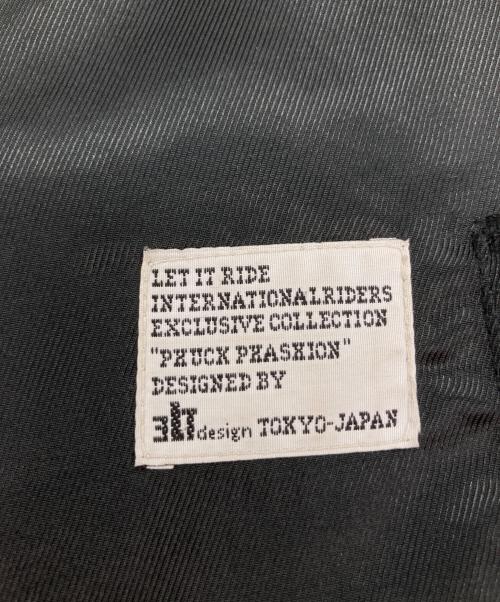 LET IT RIDE
INTERNATIONALRIDERS
EXCLUSIVE COLLECTION
"PHUCK PHASHION"
DESIGNED BY
design TOKYO-JAPAN